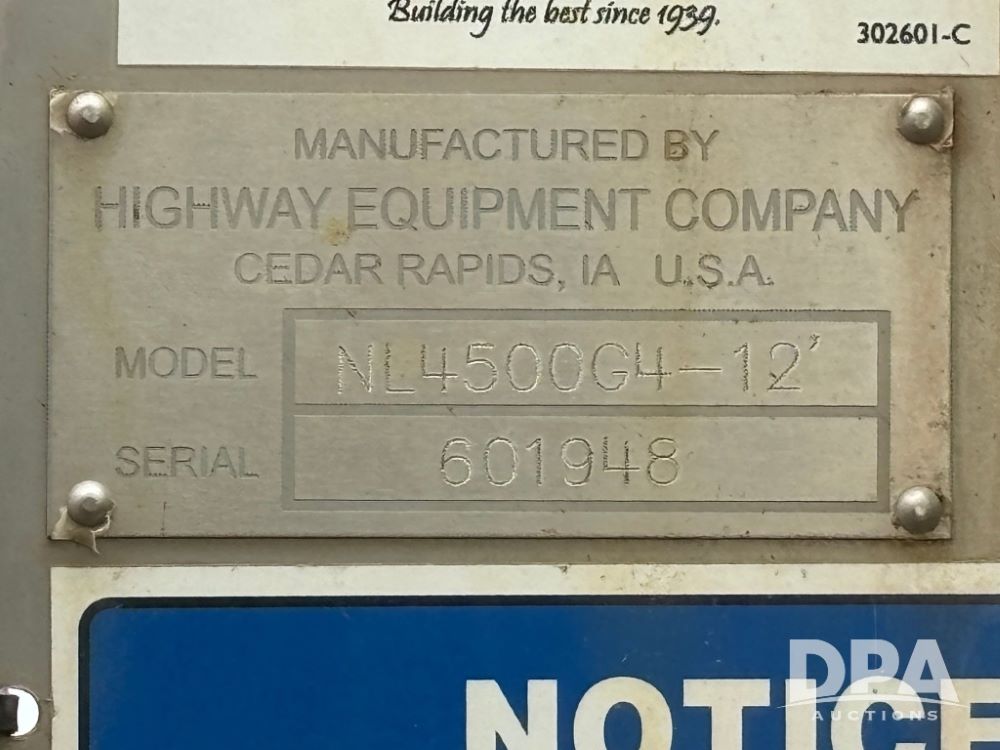 Building the best since 1939.
302601-C
MANUFACTURED BY
HIGHWAY EQUIPMENT COMPANY
CEDAR RAPIDS, IA U.S.A.
MODEL NL4500G4-12'
SERIAL 601948
NOTICE
DPA
AUCTIONS